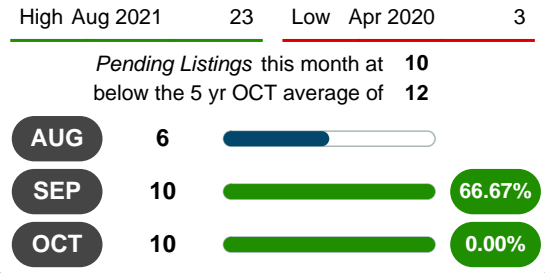 High Aug 2021 23 Low Apr 2020 3
Pending Listings this month at 10
below the 5 yr OCT average of 12
AUG 6
SEP 10 66.67%
OCT 10 0.00%